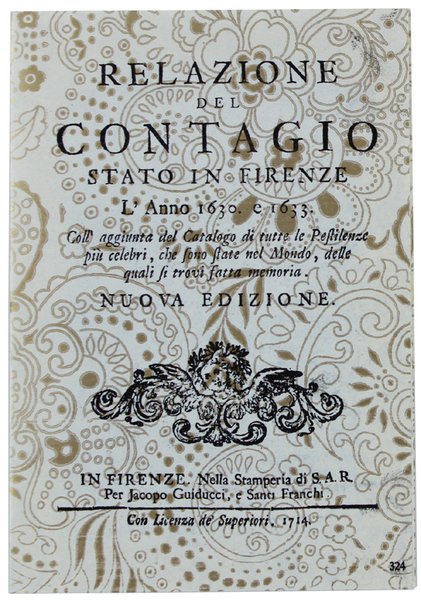 RELAZIONE
DEL
CONTAGIO
STATO IN FIRENZE
L'Anno 1630. e 1633.
Coll' aggiunta del Catalogo di tutte le Pestilenze
più celebri, che sono state nel Mondo, delle
quali si trovi fatta memoria.
NUOVA EDIZIONE.
IN FIRENZE. Nella Stamperia di S.A.R.
Per Jacopo Guiducci, e Santi Franchi.
Con Licenza de' Superiori. 1714.
324